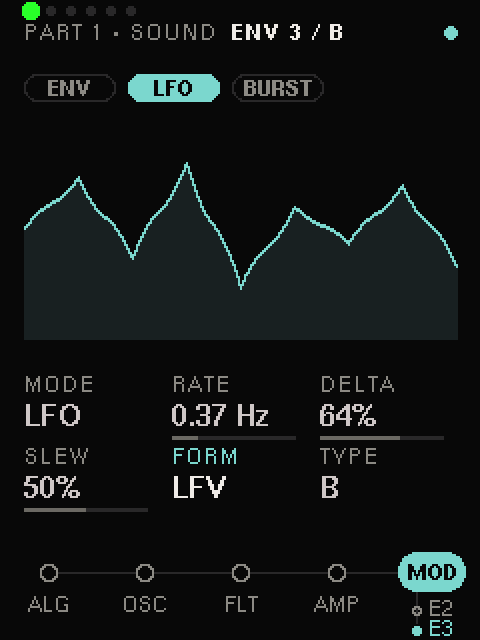 PART 1 · SOUND ENV 3 / B
ENV LFO BURST
MODE RATE DELTA
LFO 0.37 Hz 64%
SLEW FORM TYPE
50% LFV B
MOD
ALG OSC FLT AMP
E2
E3